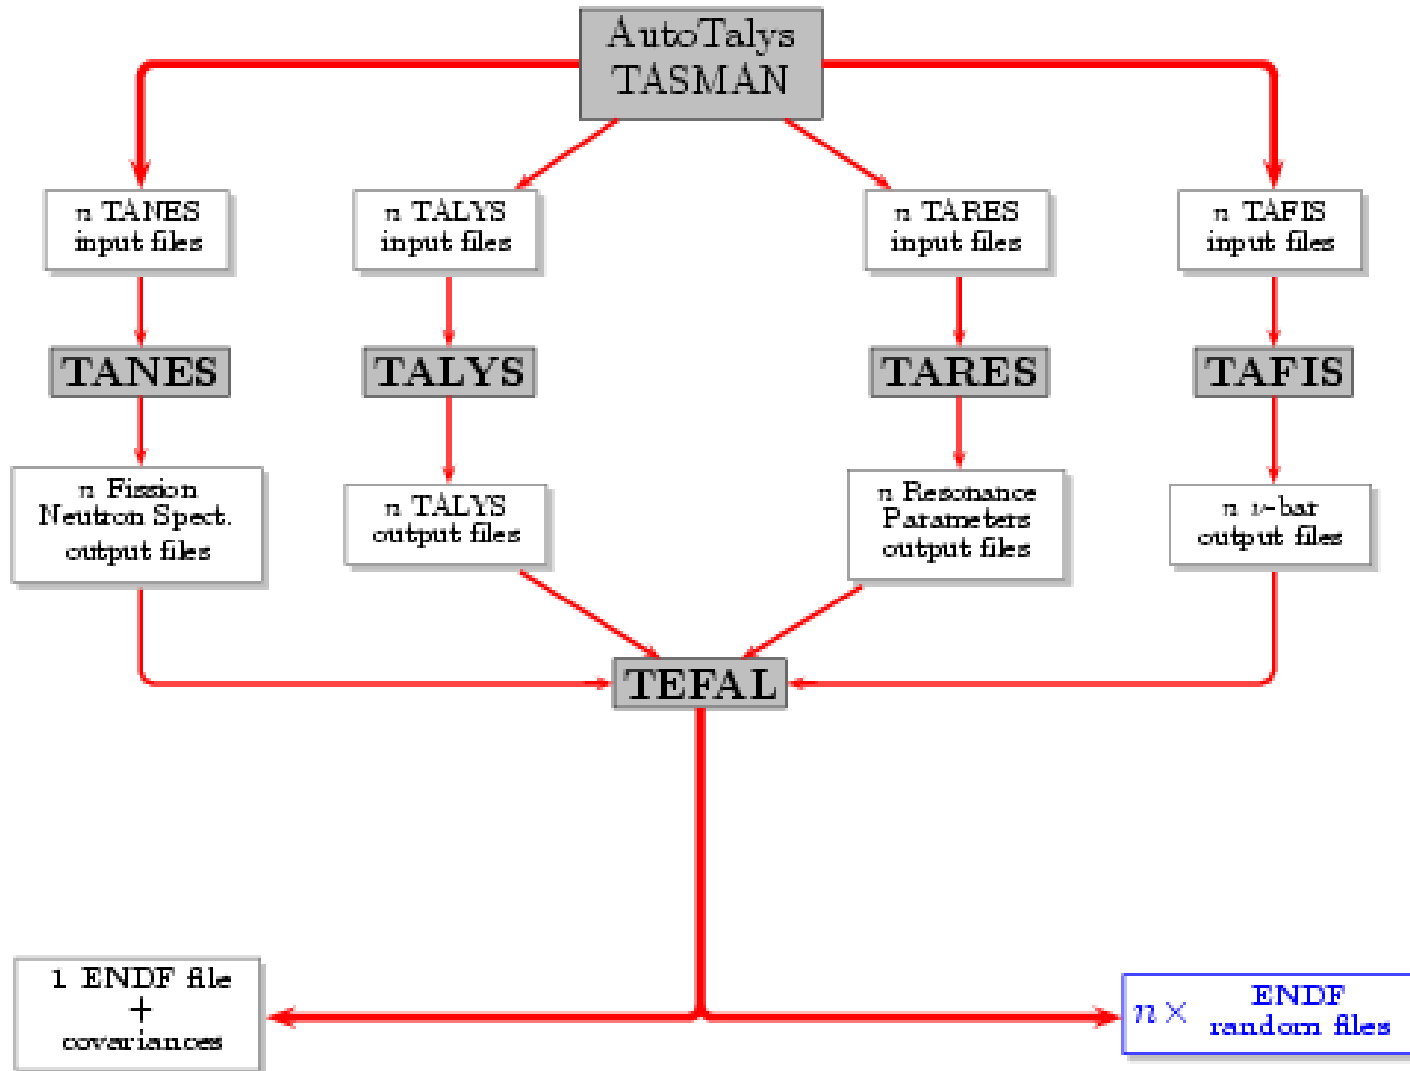 AutoTalys
TASMAN
n TANES
input files
n TALYS
input files
n TARES
input files
n TAFIS
input files
TANES
TALYS
TARES
TAFIS
n Fission
Neutron Spect.
output files
n TALYS
output files
n Resonance
Parameters
output files
n ν-bar
output files
TEFAL
1 ENDF file
+
covariances
n × ENDF
random files